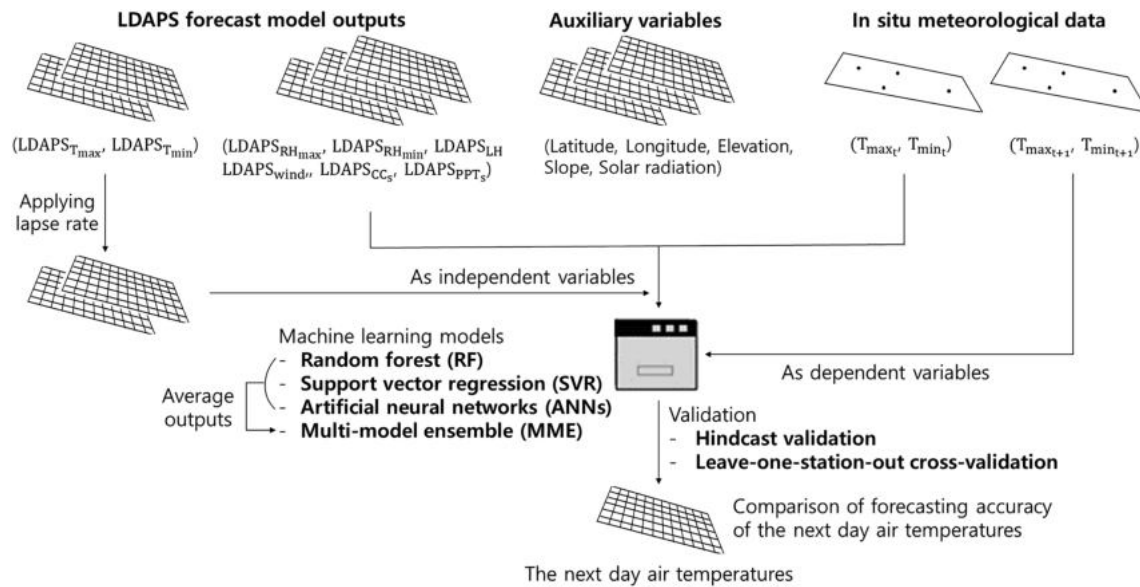 LDAPS forecast model outputs
Auxiliary variables
In situ meteorological data
(LDAPS_Tmax, LDAPS_Tmin)
(LDAPS_RHmax, LDAPS_RHmin, LDAPS_LH
LDAPS_wind,, LDAPS_CCs, LDAPS_PPTs)
(Latitude, Longitude, Elevation,
Slope, Solar radiation)
(T_max_t, T_min_t)
(T_max_t+1, T_min_t+1)
Applying
lapse rate
As independent variables
Machine learning models
- Random forest (RF)
- Support vector regression (SVR)
- Artificial neural networks (ANNs)
- Multi-model ensemble (MME)
Average
outputs
As dependent variables
Validation
- Hindcast validation
- Leave-one-station-out cross-validation
Comparison of forecasting accuracy
of the next day air temperatures
The next day air temperatures